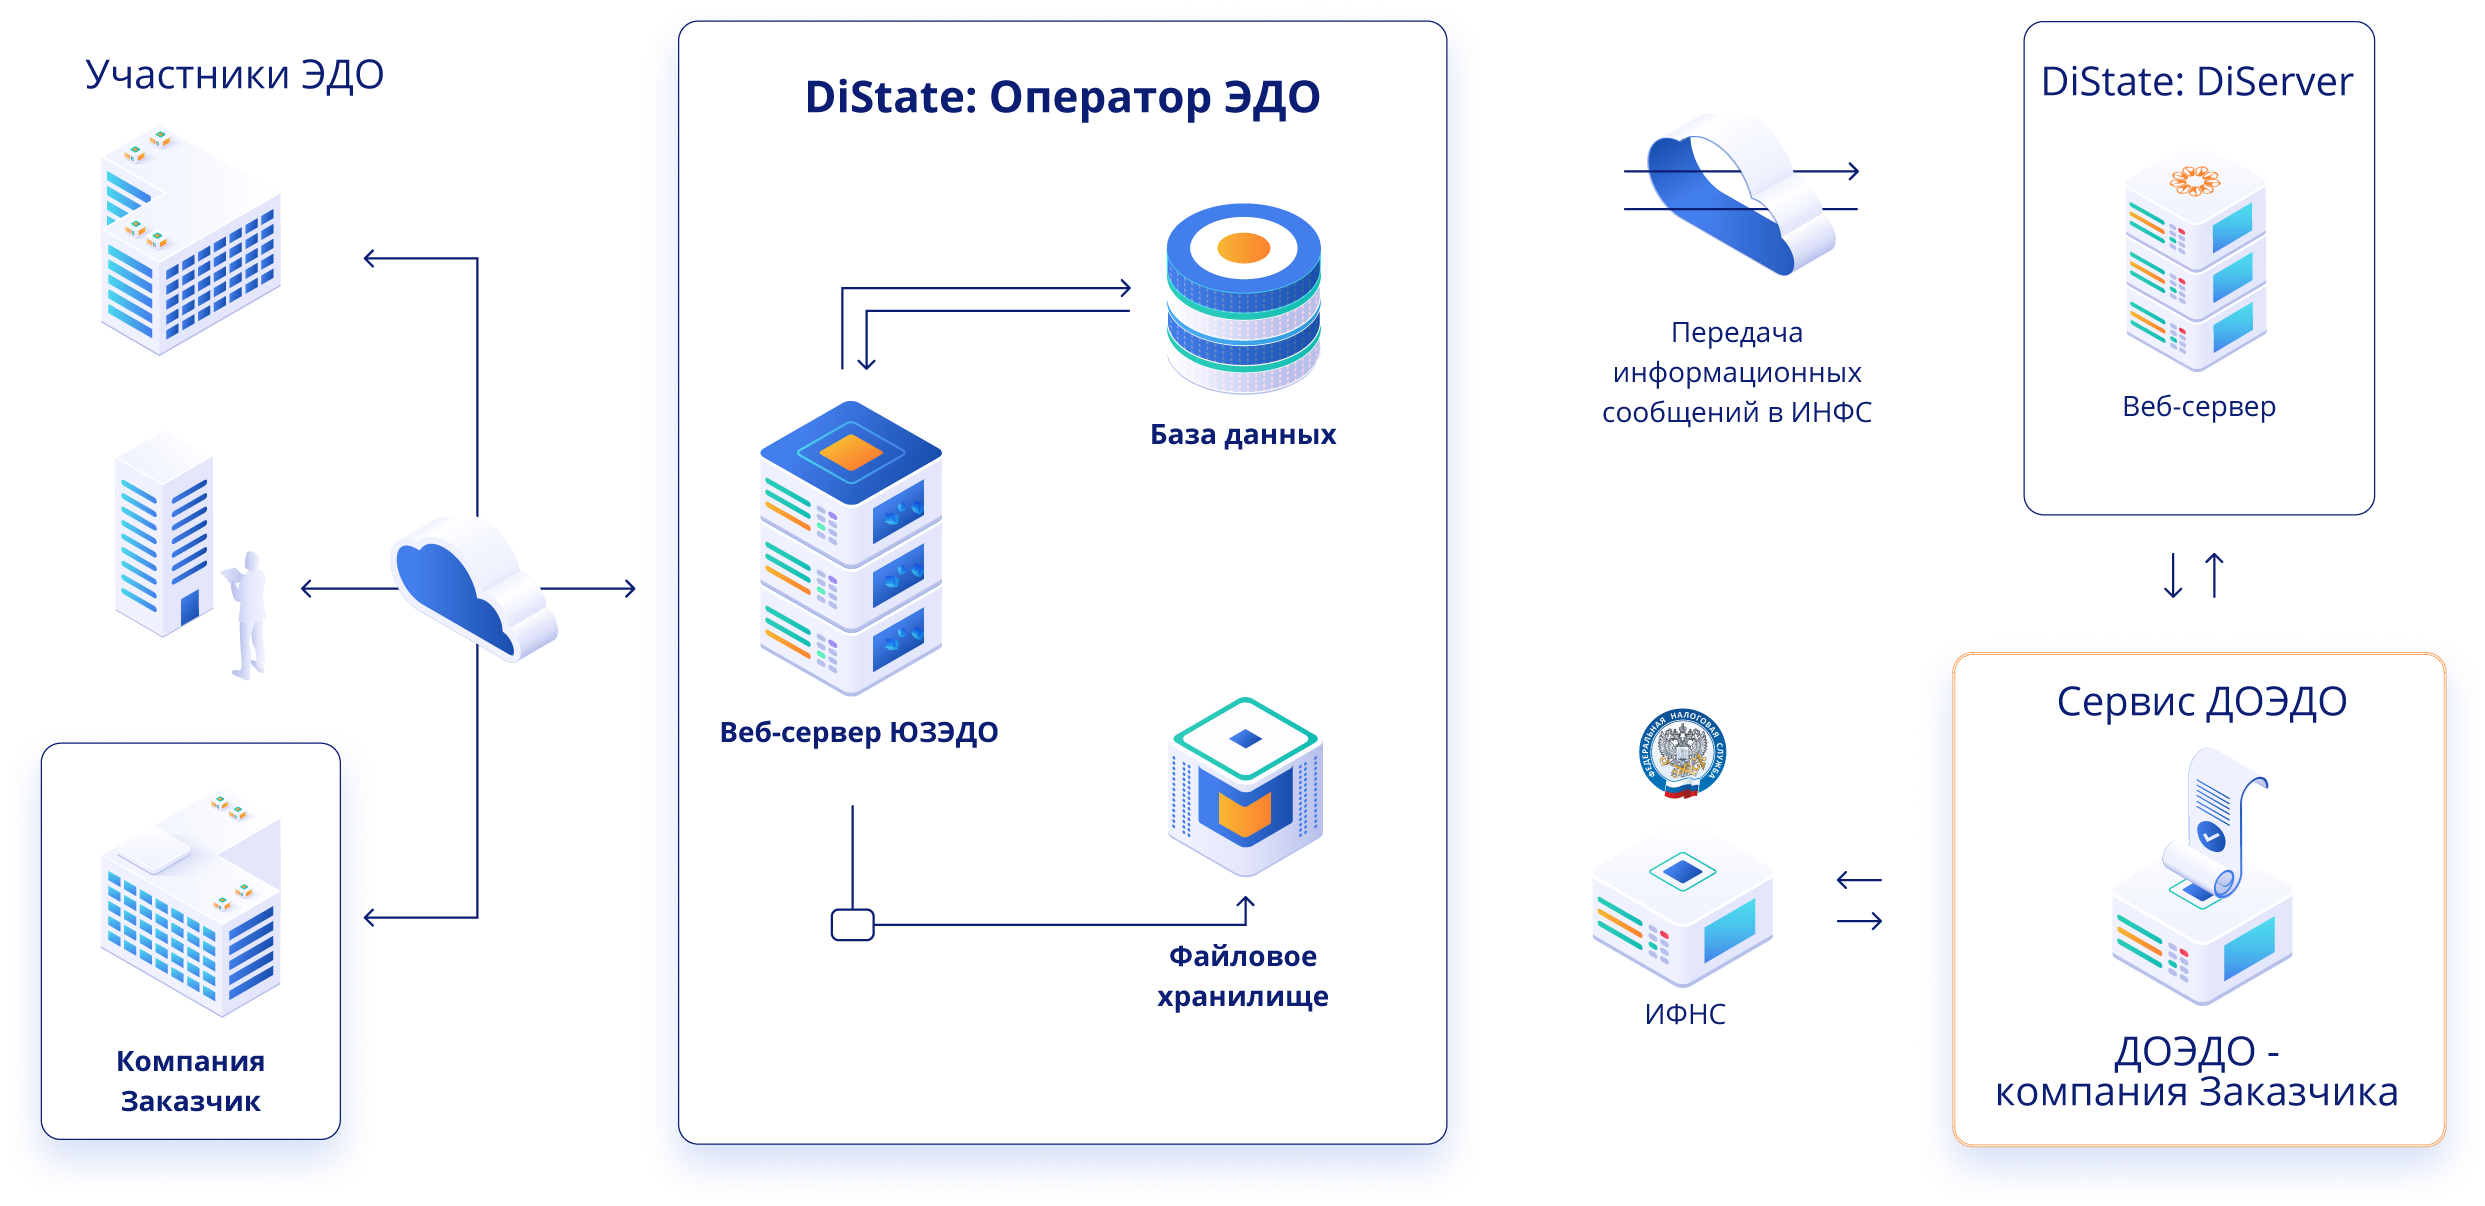 Участники ЭДО
Компания
Заказчик
DiState: Оператор ЭДО
База данных
Веб-сервер ЮЗЭДО
Файловое
хранилище
Передача
информационных
сообщений в ИНФС
DiState: DiServer
Веб-сервер
ФЕДЕРАЛЬНАЯ НАЛОГОВАЯ СЛУЖБА
ИФНС
Сервис ДОЭДО
ДОЭДО -
компания Заказчика